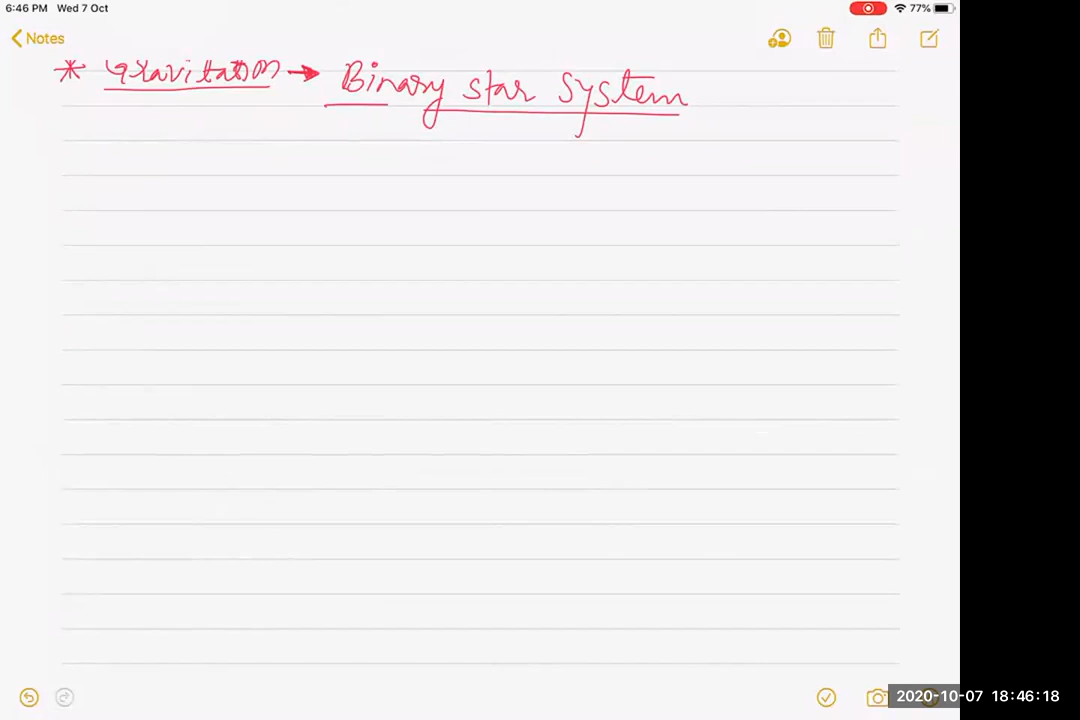 6:46 PM Wed 7 Oct
77%
Notes
* Gravitation → Binary Star System
2020-10-07 18:46:18